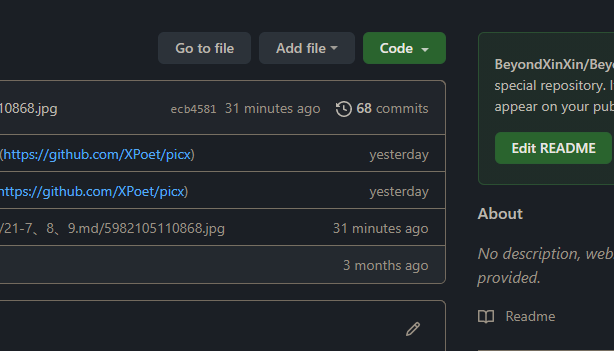 Go to file Add file Code
10868.jpg ecb4581 31 minutes ago 68 commits
(https://github.com/XPoet/picx) yesterday
https://github.com/XPoet/picx) yesterday
/21-7、8、9.md/5982105110868.jpg 31 minutes ago
3 months ago
BeyondXinXin/Bey
special repository. I
appear on your pub
Edit README
About
No description, web
provided.
Readme